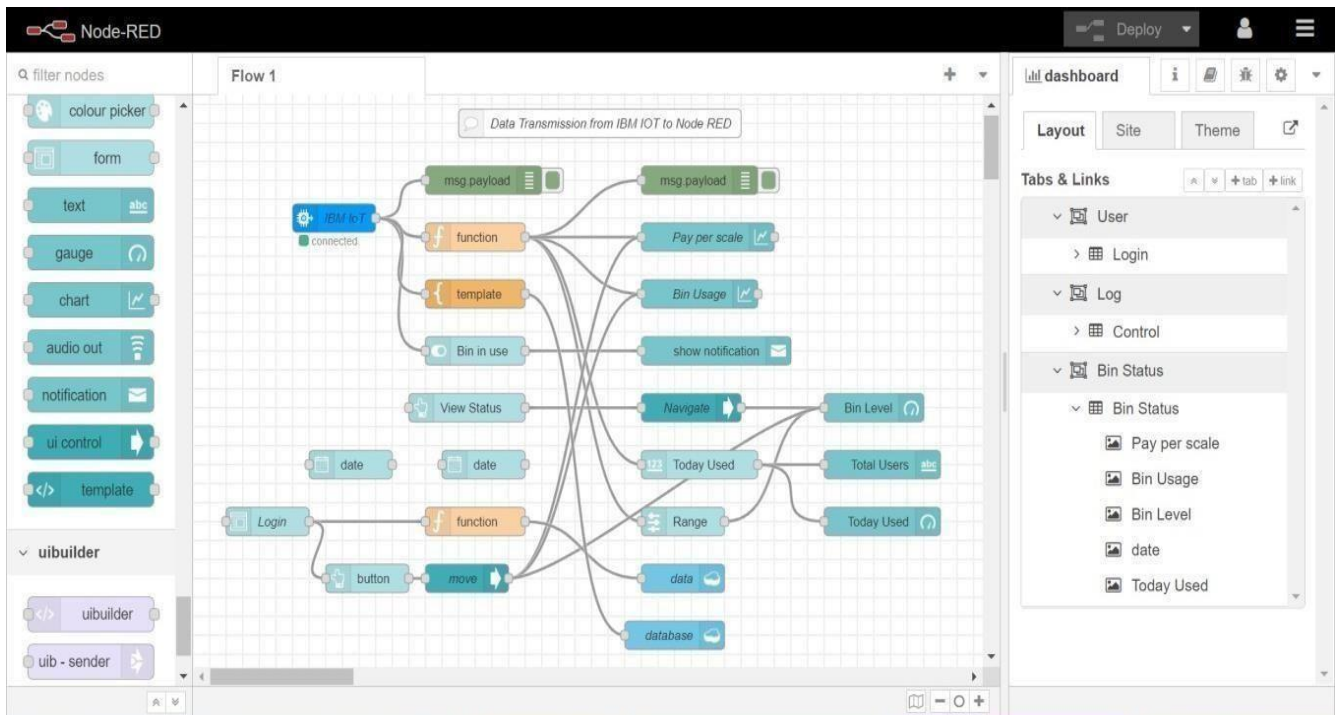 Node-RED
Deploy
filter nodes
colour picker
form
text
abc
gauge
chart
audio out
notification
ui control
template
uibuilder
uibuilder
uib - sender
Flow 1
Data Transmission from IBM IOT to Node RED
msg.payload
msg.payload
IBM IoT
connected
function
Pay per scale
template
Bin Usage
Bin in use
show notification
View Status
Navigate
Bin Level
date
date
123
Today Used
Total Users
abc
Login
function
Range
Today Used
button
move
data
database
dashboard
i
Layout
Site
Theme
Tabs & Links
+ tab
+ link
User
Login
Log
Control
Bin Status
Bin Status
Pay per scale
Bin Usage
Bin Level
date
Today Used